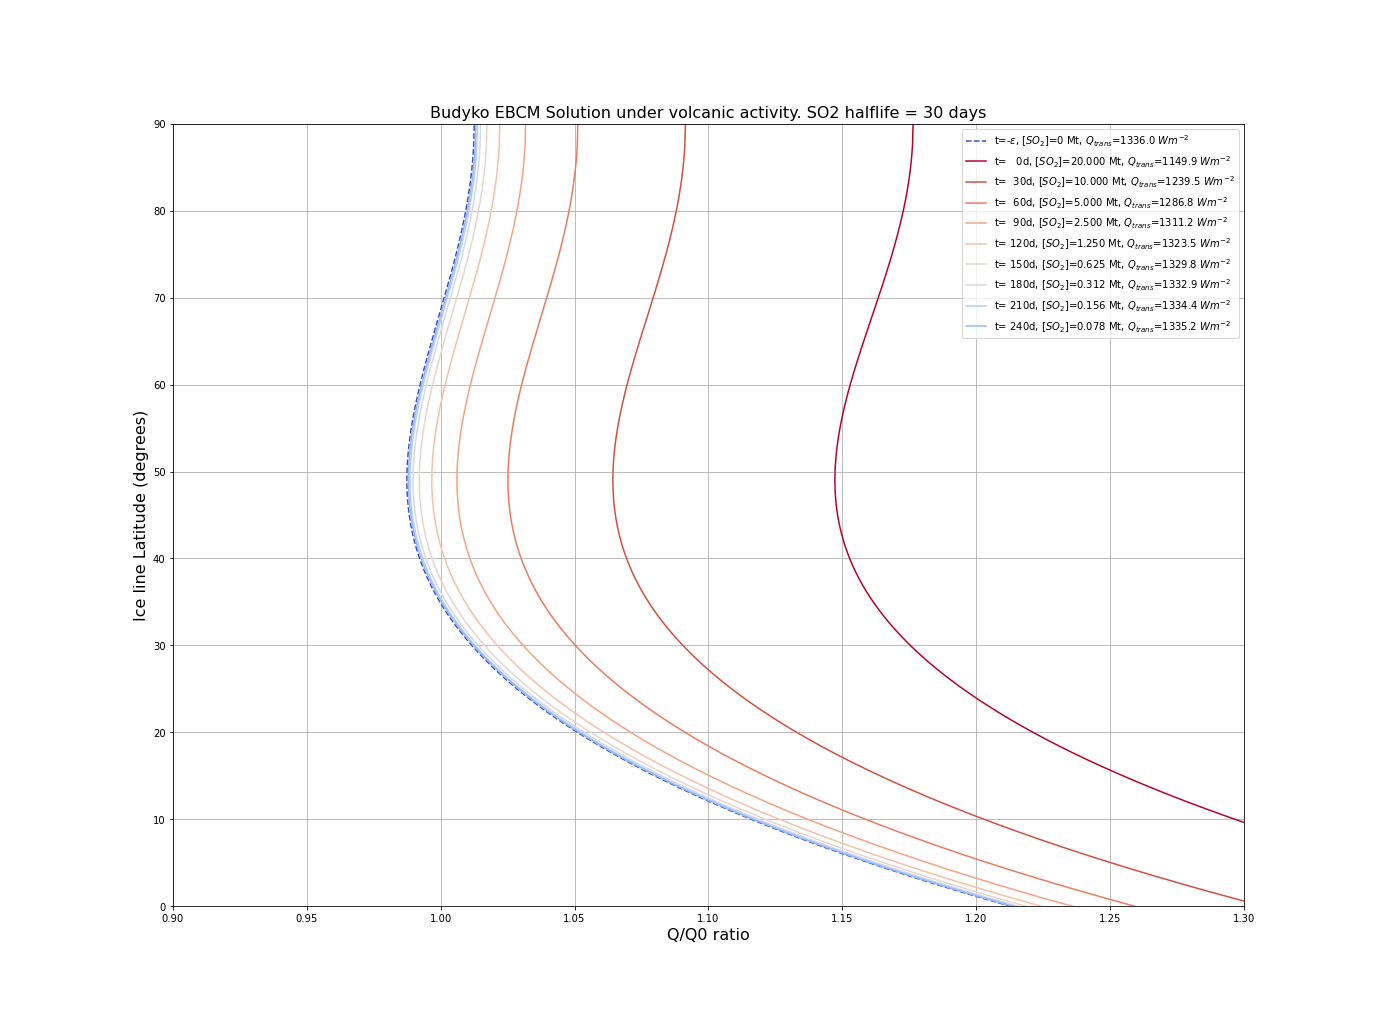 Budyko EBCM Solution under volcanic activity. SO2 halflife = 30 days
90
80
70
60
50
40
30
20
10
0
Ice line Latitude (degrees)
t=-ε, [SO₂]=0 Mt, Q_trans=1336.0 Wm⁻²
t=   0d, [SO₂]=20.000 Mt, Q_trans=1149.9 Wm⁻²
t=  30d, [SO₂]=10.000 Mt, Q_trans=1239.5 Wm⁻²
t=  60d, [SO₂]=5.000 Mt, Q_trans=1286.8 Wm⁻²
t=  90d, [SO₂]=2.500 Mt, Q_trans=1311.2 Wm⁻²
t= 120d, [SO₂]=1.250 Mt, Q_trans=1323.5 Wm⁻²
t= 150d, [SO₂]=0.625 Mt, Q_trans=1329.8 Wm⁻²
t= 180d, [SO₂]=0.312 Mt, Q_trans=1332.9 Wm⁻²
t= 210d, [SO₂]=0.156 Mt, Q_trans=1334.4 Wm⁻²
t= 240d, [SO₂]=0.078 Mt, Q_trans=1335.2 Wm⁻²
0.90 0.95 1.00 1.05 1.10 1.15 1.20 1.25 1.30
Q/Q0 ratio